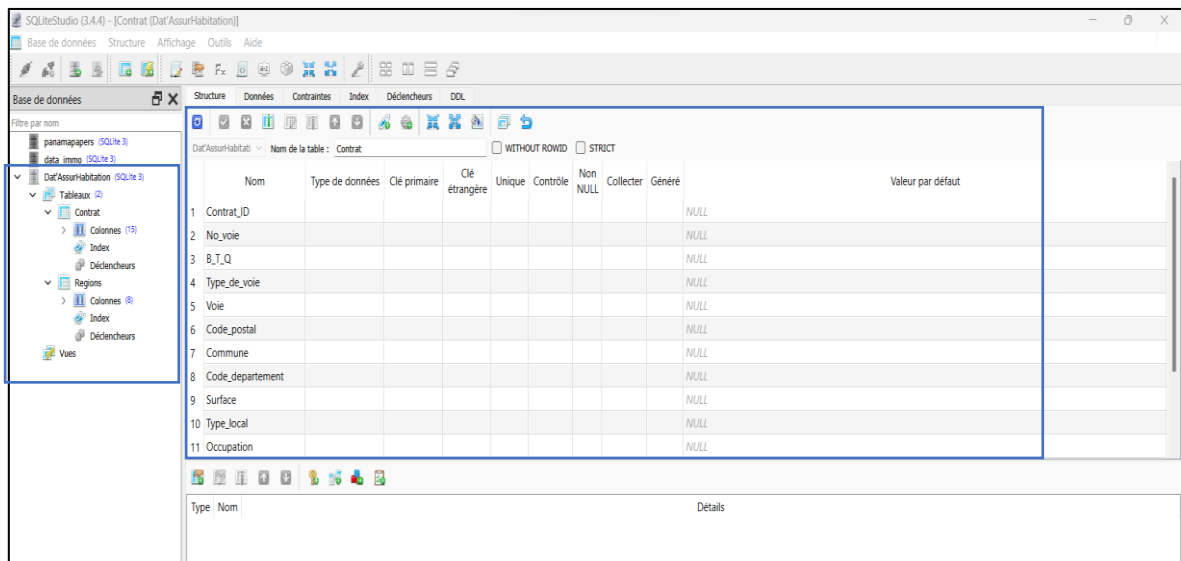 SQLiteStudio (3.4.4) - [Contrat (Dat'AssurHabitation)]
Base de données Structure Affichage Outils Aide
Base de données
Filtre par nom
panamapapers (SQLite 3)
data_immo (SQLite 3)
Dat'AssurHabitation (SQLite 3)
Tableaux (2)
Contrat
Colonnes (15)
Index
Déclencheurs
Regions
Colonnes (8)
Index
Déclencheurs
Vues
Structure Données Contraintes Index Déclencheurs DDL
Dat'AssurHabitati Nom de la table : Contrat WITHOUT ROWID STRICT
Nom Type de données Clé primaire Clé étrangère Unique Contrôle Non NULL Collecter Généré Valeur par défaut
1 Contrat_ID NULL
2 No_voie NULL
3 B_T_Q NULL
4 Type_de_voie NULL
5 Voie NULL
6 Code_postal NULL
7 Commune NULL
8 Code_departement NULL
9 Surface NULL
10 Type_local NULL
11 Occupation NULL
Type Nom Détails